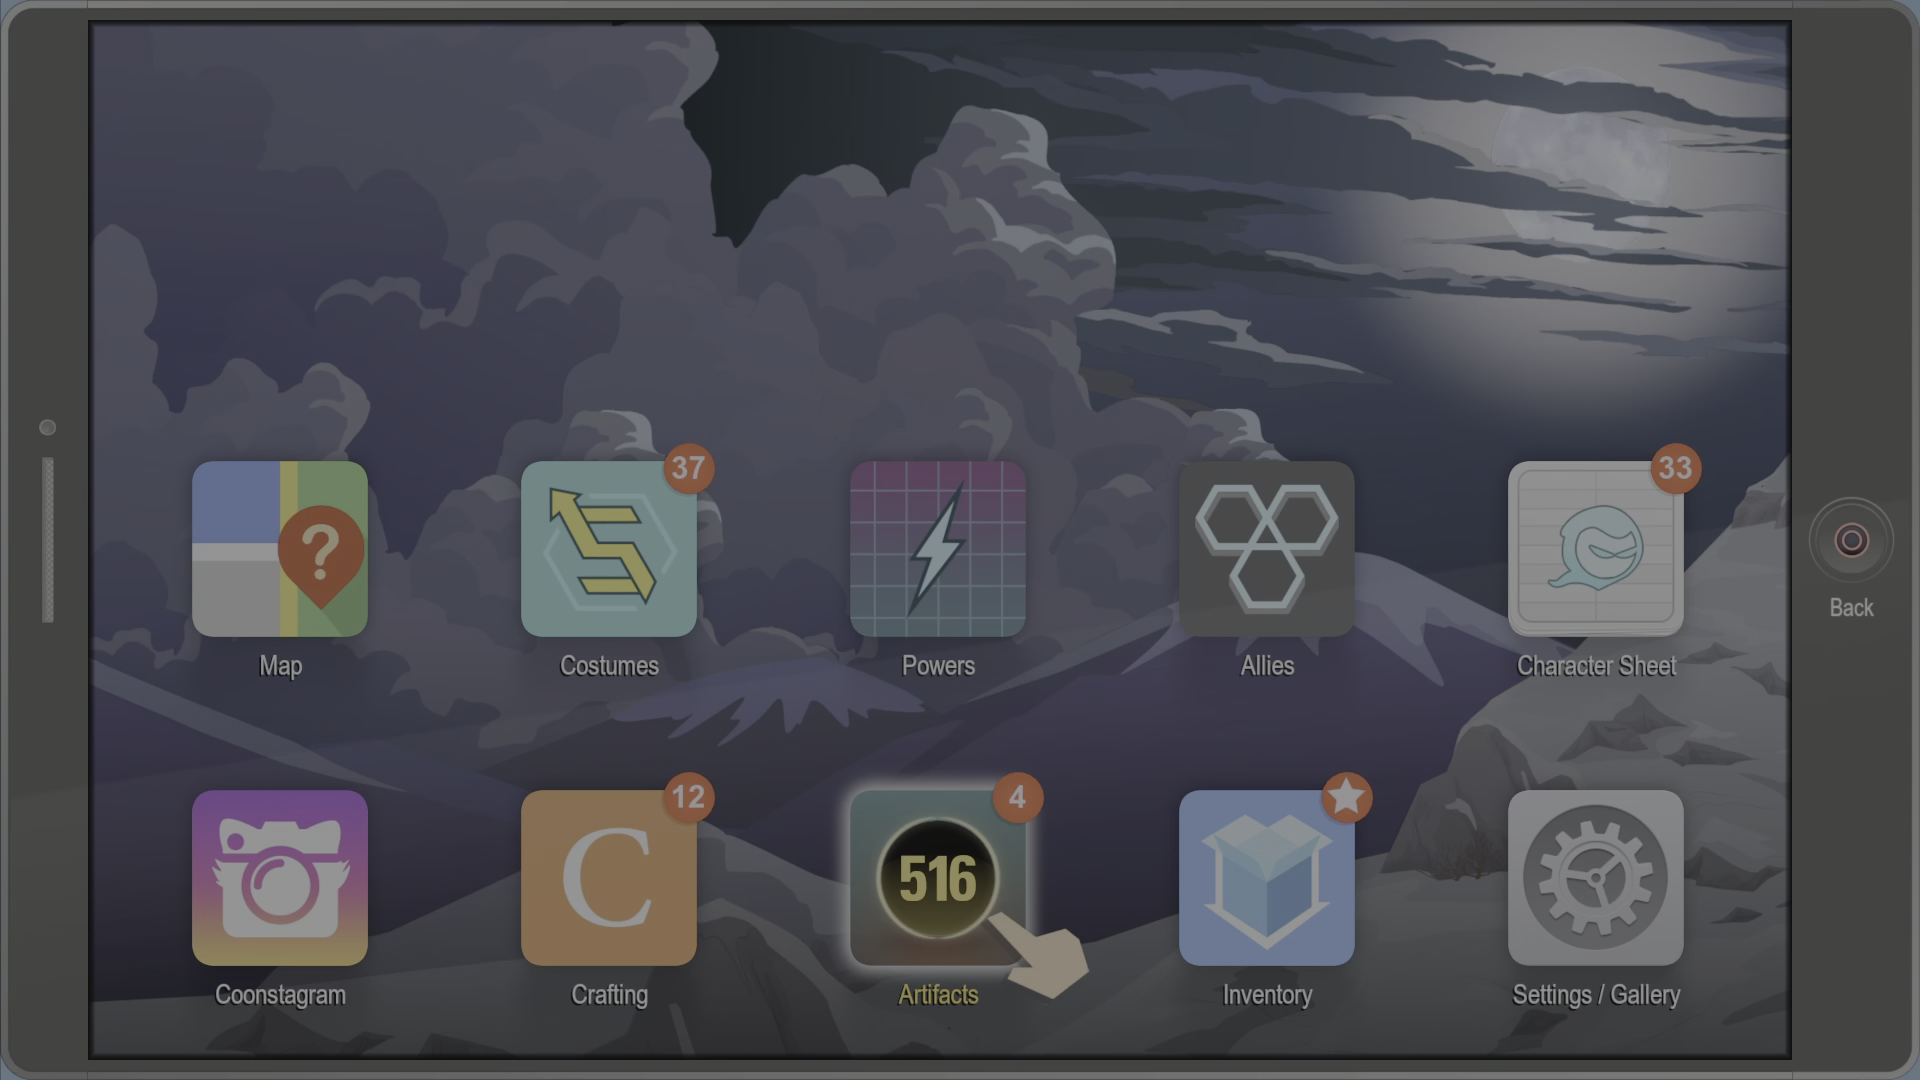 37
33
Map
Costumes
Powers
Allies
Character Sheet
Back
12
4
C
516
Coonstagram
Crafting
Artifacts
Inventory
Settings / Gallery